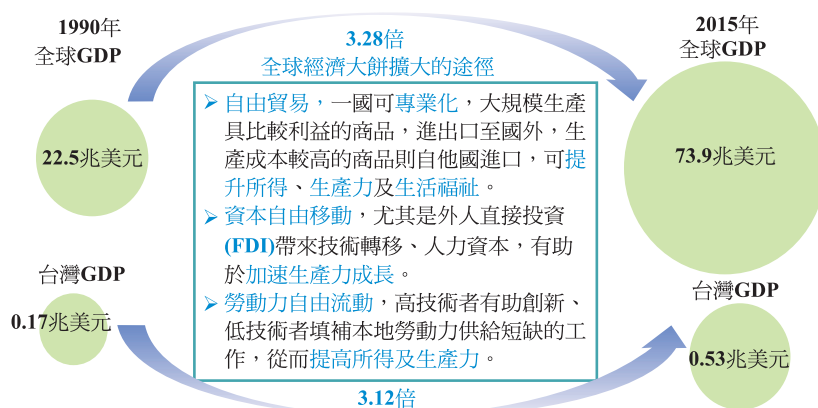 1990年
全球GDP
22.5兆美元
3.28倍
全球經濟大餅擴大的途徑
2015年
全球GDP
73.9兆美元
➢ 自由貿易，一國可專業化，大規模生產
具比較利益的商品，進出口至國外，生
產成本較高的商品則自他國進口，可提
升所得、生產力及生活福祉。
➢ 資本自由移動，尤其是外人直接投資
(FDI)帶來技術轉移、人力資本，有助
於加速生產力成長。
➢ 勞動力自由流動，高技術者有助創新、
低技術者填補本地勞動力供給短缺的工
作，從而提高所得及生產力。
台灣GDP
0.17兆美元
3.12倍
台灣GDP
0.53兆美元